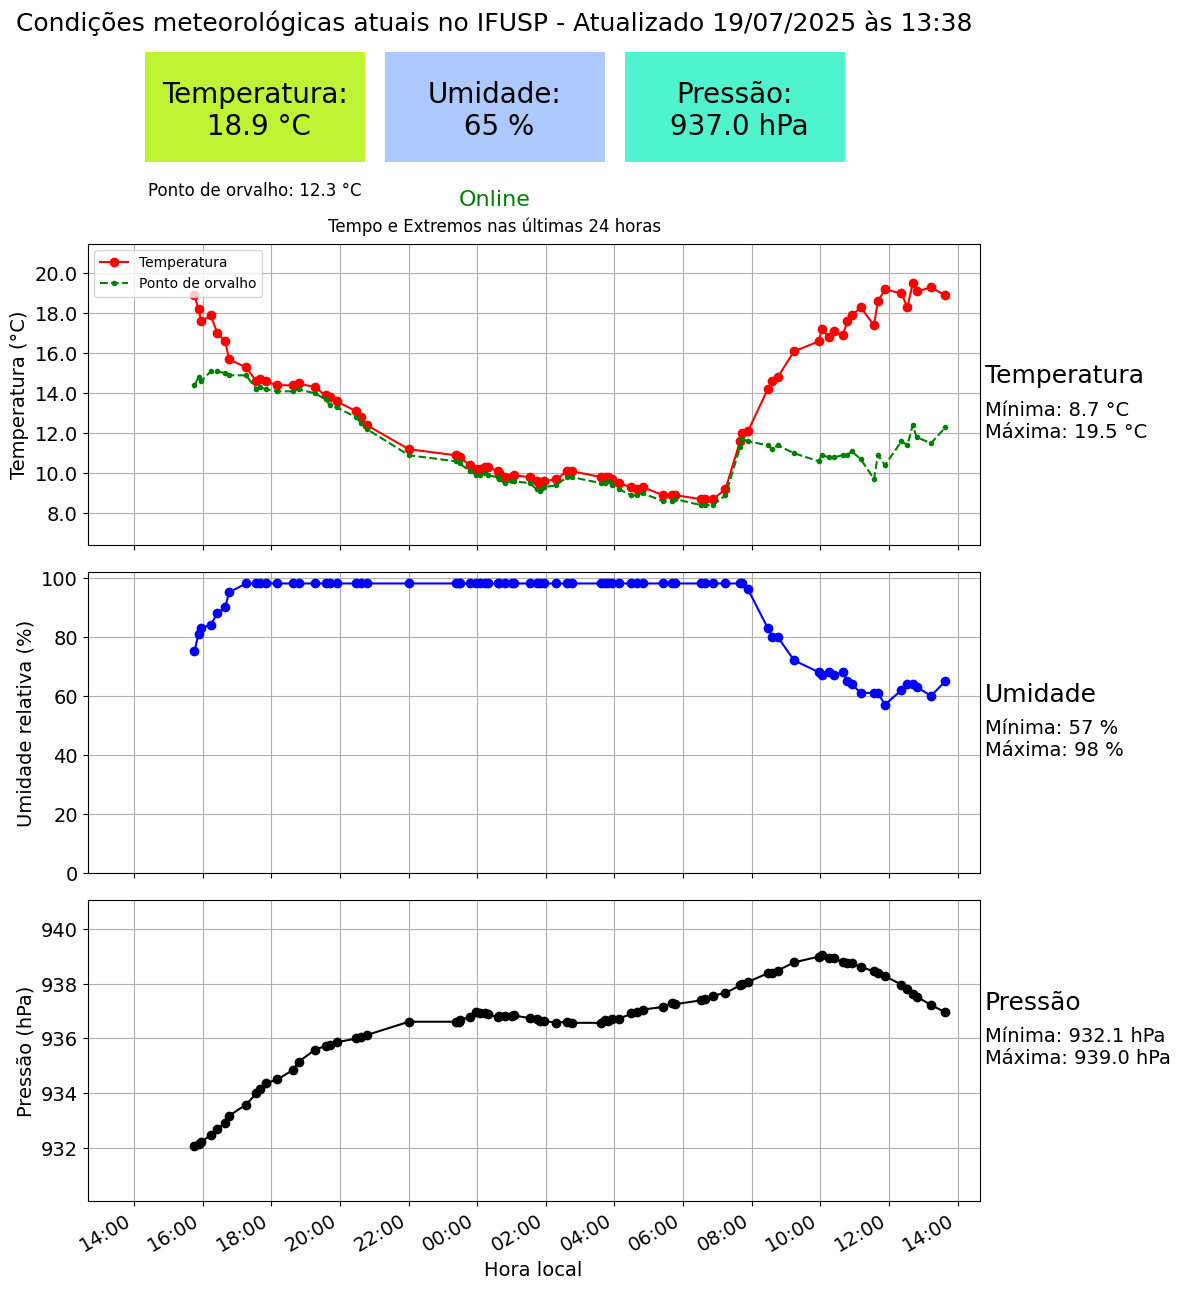 Condições meteorológicas atuais no IFUSP - Atualizado 19/07/2025 às 13:38
Temperatura:
18.9 °C
Umidade:
65 %
Pressão:
937.0 hPa
Ponto de orvalho: 12.3 °C
Online
Tempo e Extremos nas últimas 24 horas
Temperatura
Ponto de orvalho
Temperatura (°C)
20.0
18.0
16.0
14.0
12.0
10.0
8.0
Temperatura
Mínima: 8.7 °C
Máxima: 19.5 °C
Umidade relativa (%)
100
80
60
40
20
0
Umidade
Mínima: 57 %
Máxima: 98 %
Pressão (hPa)
940
938
936
934
932
Pressão
Mínima: 932.1 hPa
Máxima: 939.0 hPa
14:00
16:00
18:00
20:00
22:00
00:00
02:00
04:00
06:00
08:00
10:00
12:00
14:00
Hora local